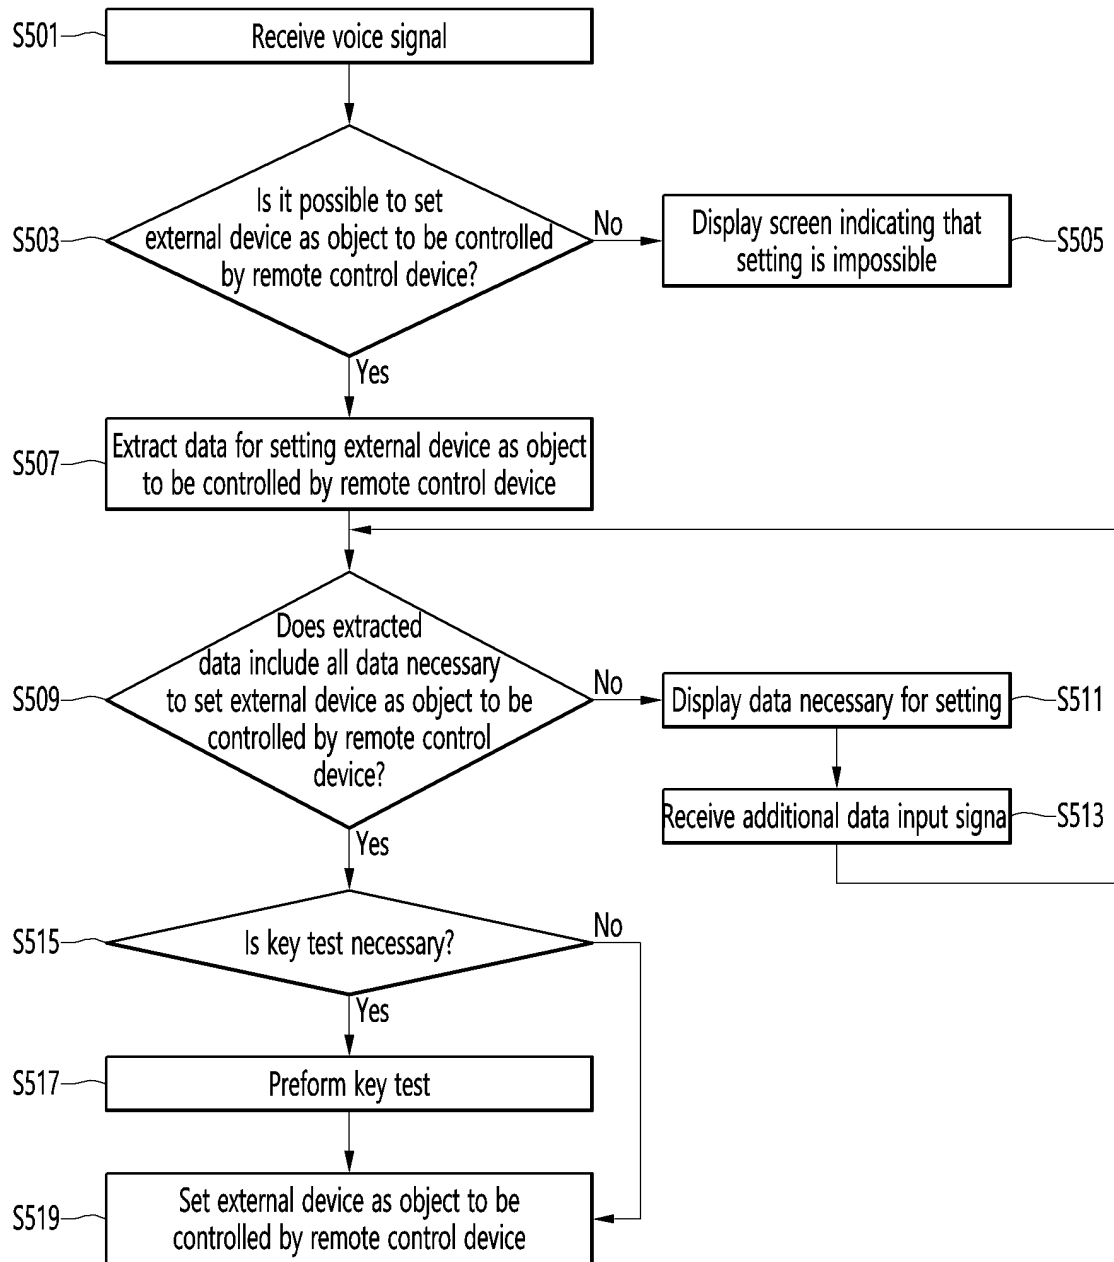 S501
Receive voice signal
S503
Is it possible to set
external device as object to be controlled
by remote control device?
No
Display screen indicating that
setting is impossible
S505
Yes
S507
Extract data for setting external device as object
to be controlled by remote control device
S509
Does extracted
data include all data necessary
to set external device as object to be
controlled by remote control
device?
No
Display data necessary for setting
S511
Receive additional data input signa
S513
Yes
S515
Is key test necessary?
No
Yes
S517
Preform key test
S519
Set external device as object to be
controlled by remote control device